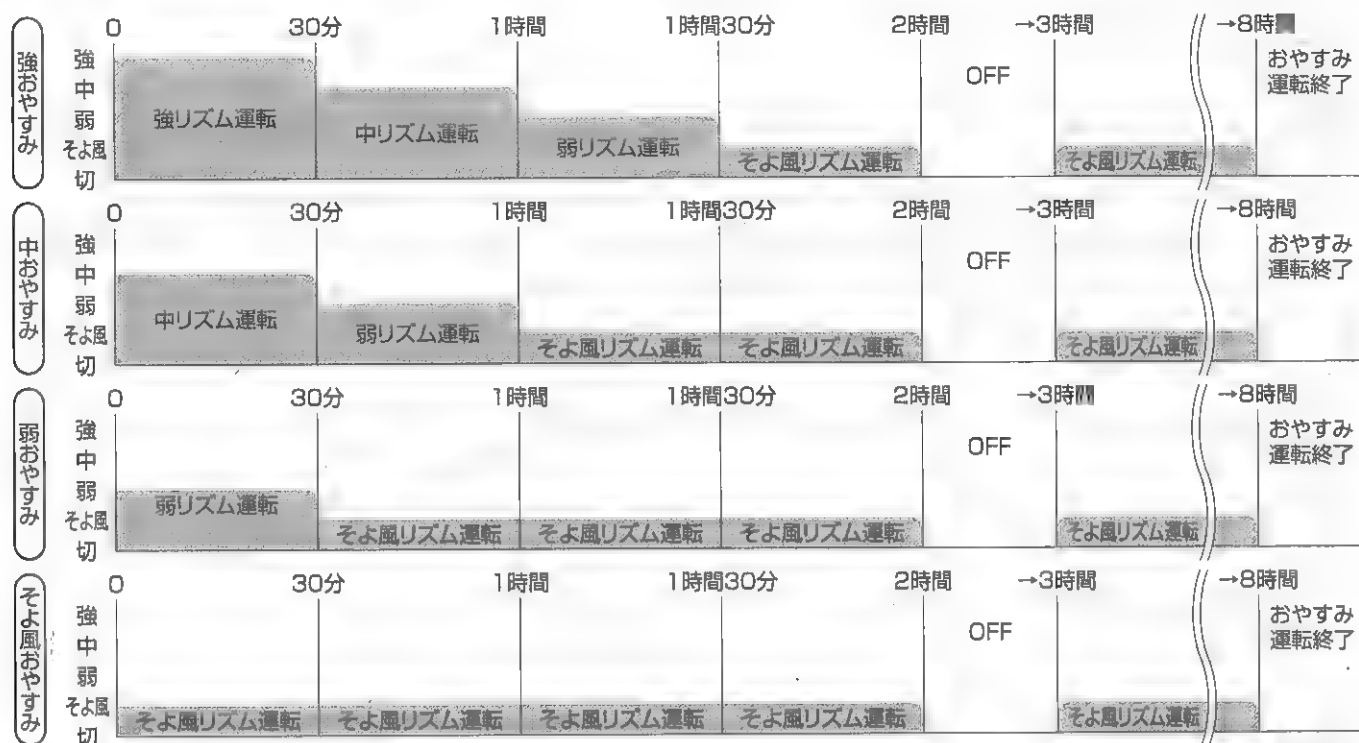 強おやすみ
0 30分 1時間 1時間30分 2時間 →3時間 →8時
強
中
弱
そよ風
切
強リズム運転 中リズム運転 弱リズム運転 そよ風リズム運転 OFF そよ風リズム運転
おやすみ
運転終了
中おやすみ
0 30分 1時間 1時間30分 2時間 →3時間 →8時間
強
中
弱
そよ風
切
中リズム運転 弱リズム運転 そよ風リズム運転 そよ風リズム運転 OFF そよ風リズム運転
おやすみ
運転終了
弱おやすみ
0 30分 1時間 1時間30分 2時間 →3時間 →8時間
強
中
弱
そよ風
切
弱リズム運転 そよ風リズム運転 そよ風リズム運転 そよ風リズム運転 OFF そよ風リズム運転
おやすみ
運転終了
そよ風おやすみ
0 30分 1時間 1時間30分 2時間 →3時間 →8時間
強
中
弱
そよ風
切
そよ風リズム運転 そよ風リズム運転 そよ風リズム運転 そよ風リズム運転 OFF そよ風リズム運転
おやすみ
運転終了